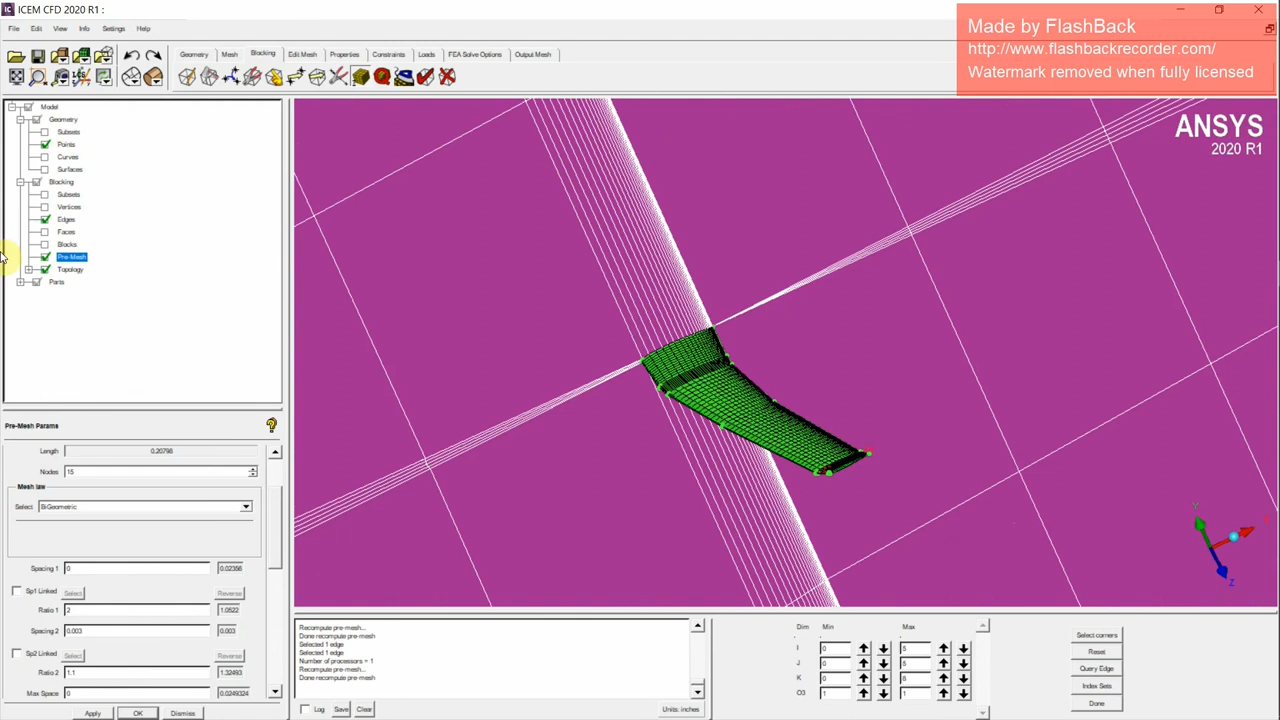 ICEM CFD 2020 R1 :
File Edit View Info Settings Help
Geometry Mesh Blocking Edit Mesh Properties Constraints Loads FEA Solve Options Output Mesh
Made by FlashBack
http://www.flashbackrecorder.com/
Watermark removed when fully licensed
ANSYS
2020 R1
Model
Geometry
Subsets
Points
Curves
Surfaces
Blocking
Subsets
Vertices
Edges
Faces
Blocks
Pre-Mesh
Topology
Parts
Pre-Mesh Params
Length 0.20798
Nodes 15
Mesh law
Select BiGeometric
Spacing 1 0 0.02356
Sp1 Linked Select Reverse
Ratio 1 2 1.0522
Spacing 2 0.003 0.003
Sp2 Linked Select Reverse
Ratio 2 1.1 1.32493
Max Space 0 0.0249324
Apply OK Dismiss
Recompute pre-mesh...
Done recompute pre-mesh
Selected 1 edge
Selected 1 edge
Number of processors = 1
Recompute pre-mesh...
Done recompute pre-mesh
Log Save Clear Units: inches
Dim Min Max
I 0 5
0 5
0 6
O3 1 1
Select corners
Reset
Query Edge
Index Sets
Done
Y
Z